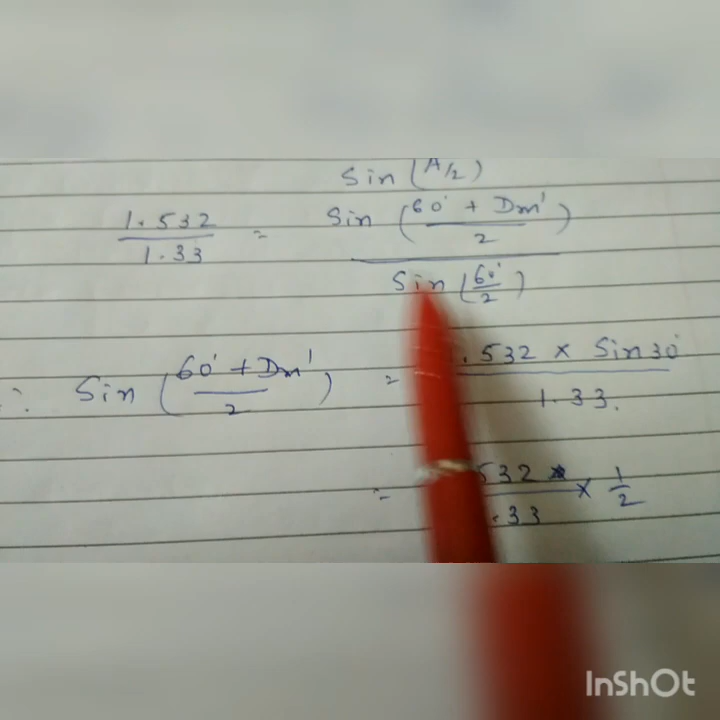 Sin (A/2)
1.532 / 1.33 = Sin (60° + Dm' / 2) / Sin (60° / 2)
∴ Sin (60° + Dm' / 2) = .532 × Sin 30° / 1.33.
= 532 × 1/2 / .33
InShOt